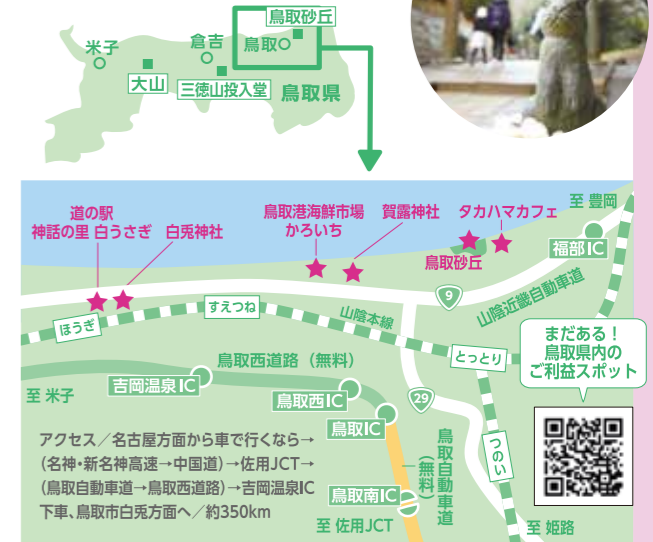 鳥取砂丘
米子
倉吉
鳥取
大山
三徳山投入堂
鳥取県
道の駅
神話の里 白うさぎ
白兎神社
鳥取港海鮮市場
かろいち
賀露神社
タカハマカフェ
鳥取砂丘
至 豊岡
福部IC
9
山陰近畿自動車道
ほうぎ
すえつね
山陰本線
とっとり
鳥取西道路（無料）
吉岡温泉IC
至 米子
鳥取西IC
29
鳥取IC
鳥取自動車道
（無料）
つのい
鳥取南IC
至 佐用JCT
至 姫路
まだある！
鳥取県内の
ご利益スポット
アクセス／名古屋方面から車で行くなら→
(名神・新名神高速→中国道)→佐用JCT→
(鳥取自動車道→鳥取西道路)→吉岡温泉IC
下車、鳥取市白兎方面へ／約350km